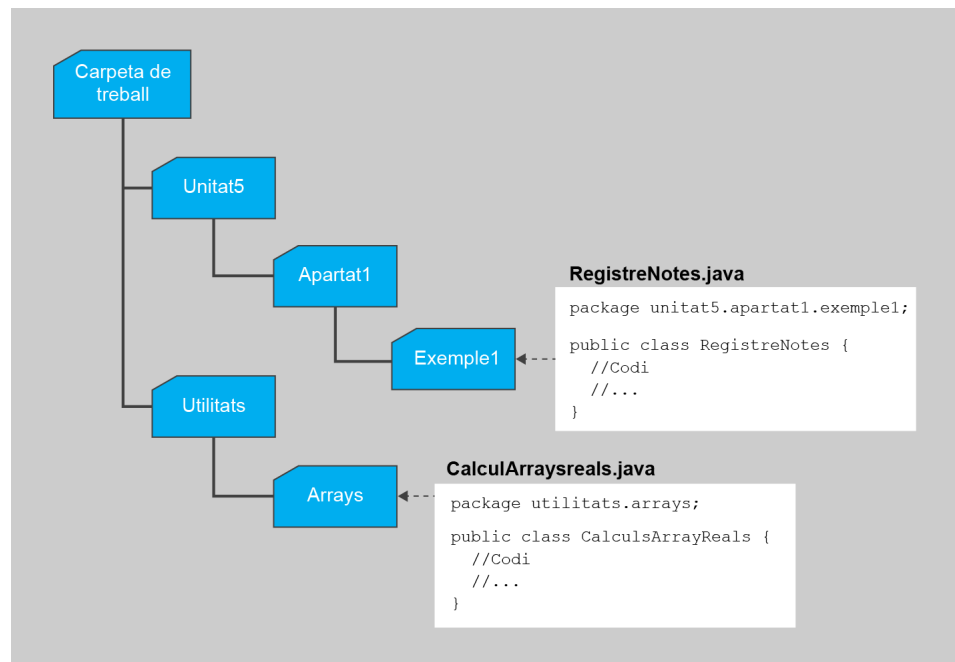 Carpeta de
treball
Unitat5
Apartat1
Exemple1
RegistreNotes.java
package unitat5.apartat1.exemple1;
public class RegistreNotes {
//Codi
//...
}
Utilitats
Arrays
CalculArraysreals.java
package utilitats.arrays;
public class CalculsArrayReals {
//Codi
//...
}